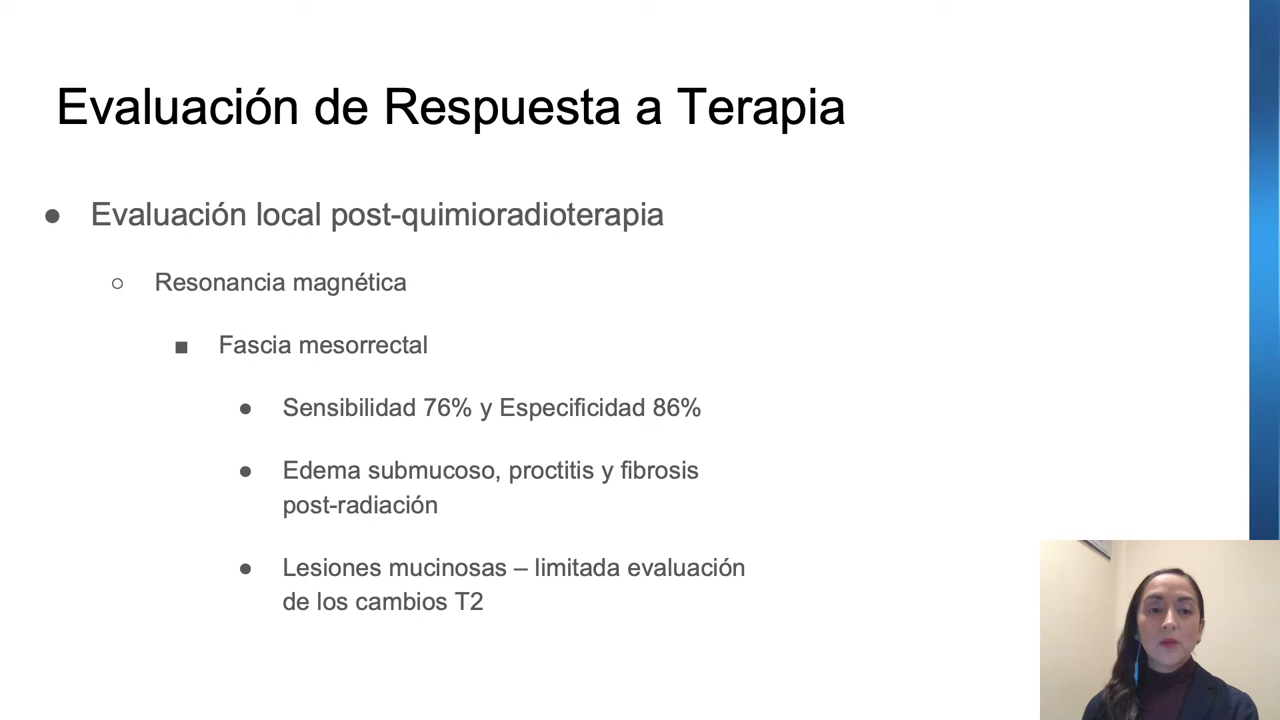 Evaluación de Respuesta a Terapia
● Evaluación local post-quimioradioterapia
○ Resonancia magnética
■ Fascia mesorrectal
● Sensibilidad 76% y Especificidad 86%
● Edema submucoso, proctitis y fibrosis
post-radiación
● Lesiones mucinosas – limitada evaluación
de los cambios T2